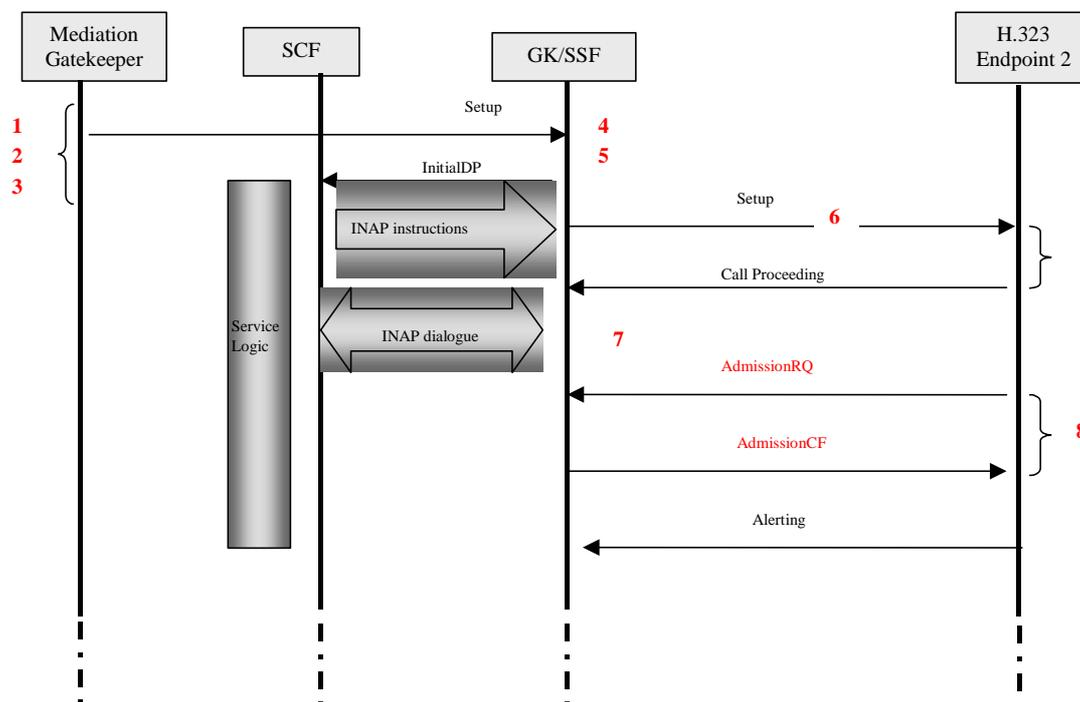 Mediation
Gatekeeper
SCF
GK/SSF
H.323
Endpoint 2
Setup
1
4
2
5
3
InitialDP
Setup
6
INAP instructions
Call Proceeding
Service
Logic
INAP dialogue
7
AdmissionRQ
8
AdmissionCF
Alerting